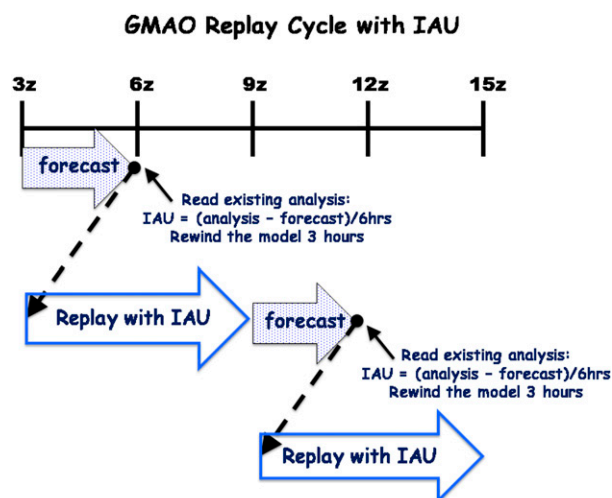 GMAO Replay Cycle with IAU
3z 6z 9z 12z 15z
forecast
Read existing analysis:
IAU = (analysis – forecast)/6hrs
Rewind the model 3 hours
Replay with IAU
forecast
Read existing analysis:
IAU = (analysis – forecast)/6hrs
Rewind the model 3 hours
Replay with IAU